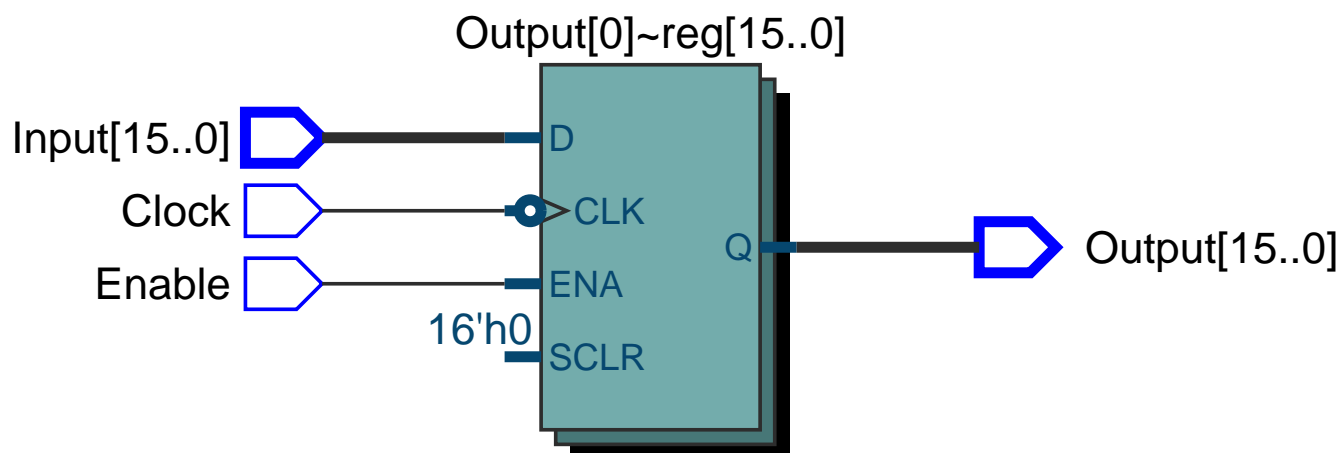 Output[0]~reg[15..0]
Input[15..0]
D
Clock
CLK
Q
Output[15..0]
Enable
ENA
16'h0
SCLR